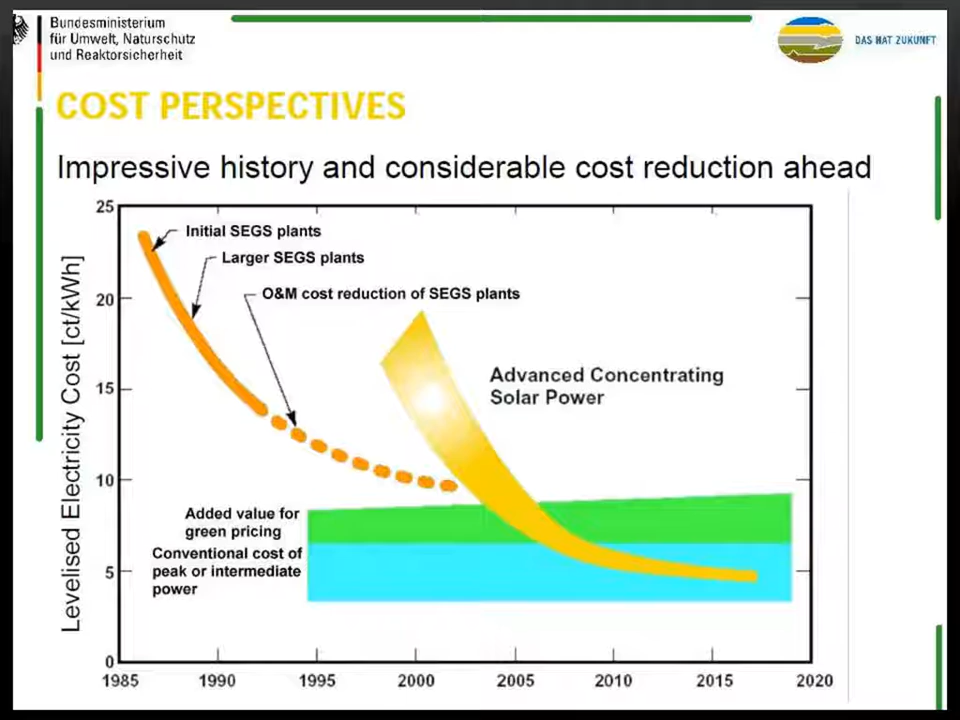 Bundesministerium
für Umwelt, Naturschutz
und Reaktorsicherheit
DAS HAT ZUKUNFT
COST PERSPECTIVES
Impressive history and considerable cost reduction ahead
Levelised Electricity Cost [ct/kWh]
25
20
15
10
5
0
Initial SEGS plants
Larger SEGS plants
O&M cost reduction of SEGS plants
Advanced Concentrating
Solar Power
Added value for
green pricing
Conventional cost of
peak or intermediate
power
1985 1990 1995 2000 2005 2010 2015 2020